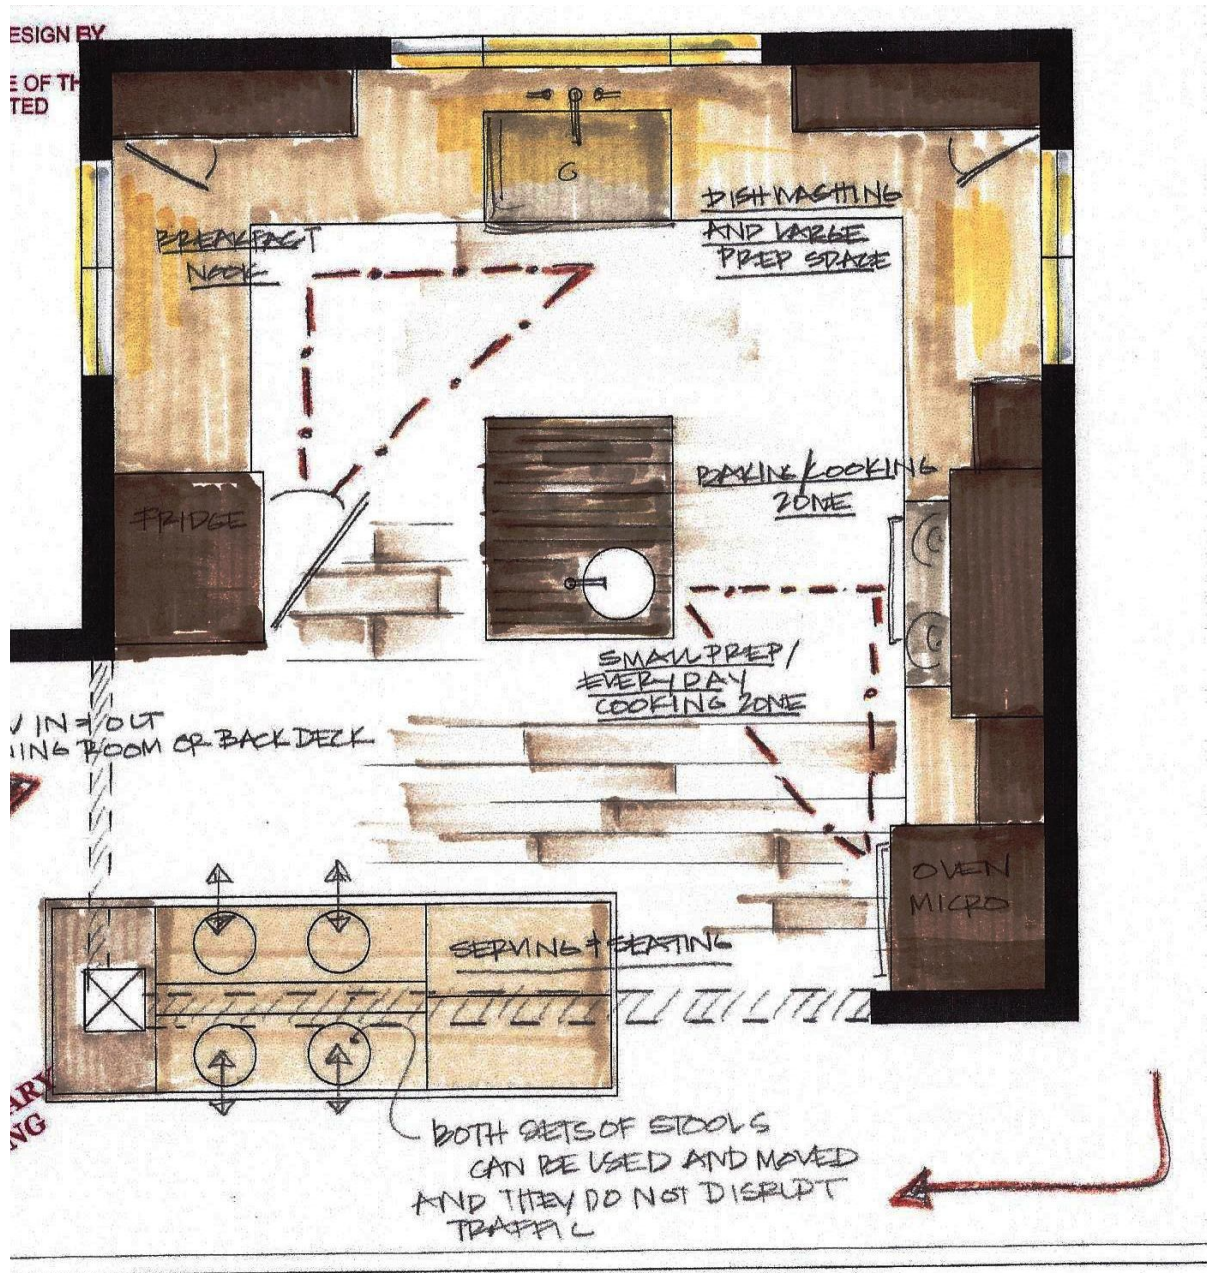 ESIGN BY
E OF TH
TED
G
DISHWASHING
AND LARGE
PREP SPACE
BREAKFAST
NOOK
BAKING/COOKING
ZONE
FRIDGE
SMALL PREP/
EVERYDAY
COOKING ZONE
IN & OUT
NING ROOM OR BACK DECK
OVEN
MICRO
SERVING & SEATING
ARY
NG
BOTH SETS OF STOOLS
CAN BE USED AND MOVED
AND THEY DO NOT DISRUPT
TRAFFIC